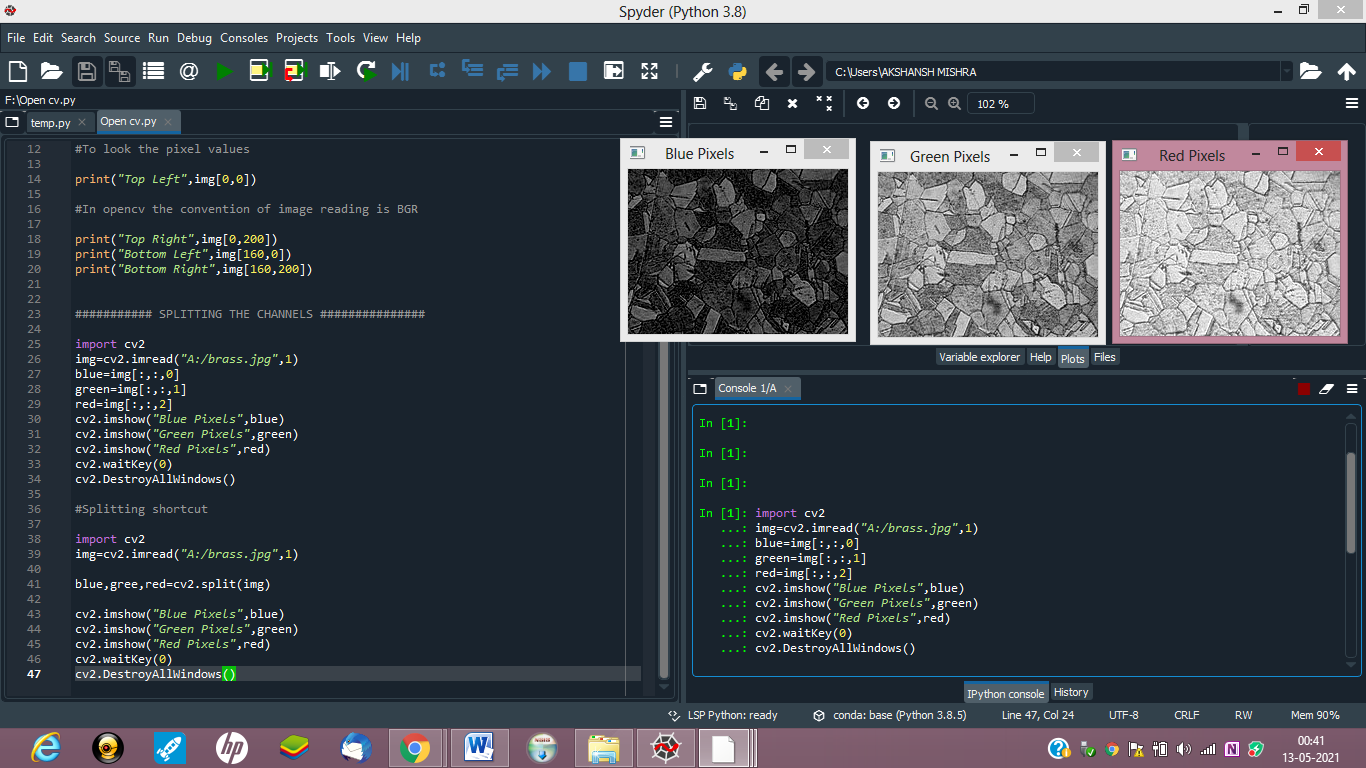 Spyder (Python 3.8)
File Edit Search Source Run Debug Consoles Projects Tools View Help
C:\Users\AKSHANSH MISHRA
F:\Open cv.py
temp.py
Open cv.py
12 #To look the pixel values
13
14 print("Top Left",img[0,0])
15
16 #In opencv the convention of image reading is BGR
17
18 print("Top Right",img[0,200])
19 print("Bottom Left",img[160,0])
20 print("Bottom Right",img[160,200])
21
22
23 ########### SPLITTING THE CHANNELS ###############
24
25 import cv2
26 img=cv2.imread("A:/brass.jpg",1)
27 blue=img[:,:,0]
28 green=img[:,:,1]
29 red=img[:,:,2]
30 cv2.imshow("Blue Pixels",blue)
31 cv2.imshow("Green Pixels",green)
32 cv2.imshow("Red Pixels",red)
33 cv2.waitKey(0)
34 cv2.DestroyAllWindows()
35
36 #Splitting shortcut
37
38 import cv2
39 img=cv2.imread("A:/brass.jpg",1)
40
41 blue,gree,red=cv2.split(img)
42
43 cv2.imshow("Blue Pixels",blue)
44 cv2.imshow("Green Pixels",green)
45 cv2.imshow("Red Pixels",red)
46 cv2.waitKey(0)
47 cv2.DestroyAllWindows()
102 %
Blue Pixels
Green Pixels
Red Pixels
Variable explorer Help Plots Files
Console 1/A
In [1]:
In [1]:
In [1]:
In [1]: import cv2
...: img=cv2.imread("A:/brass.jpg",1)
...: blue=img[:,:,0]
...: green=img[:,:,1]
...: red=img[:,:,2]
...: cv2.imshow("Blue Pixels",blue)
...: cv2.imshow("Green Pixels",green)
...: cv2.imshow("Red Pixels",red)
...: cv2.waitKey(0)
...: cv2.DestroyAllWindows()
IPython console History
LSP Python: ready conda: base (Python 3.8.5) Line 47, Col 24 UTF-8 CRLF RW Mem 90%
00:41
13-05-2021